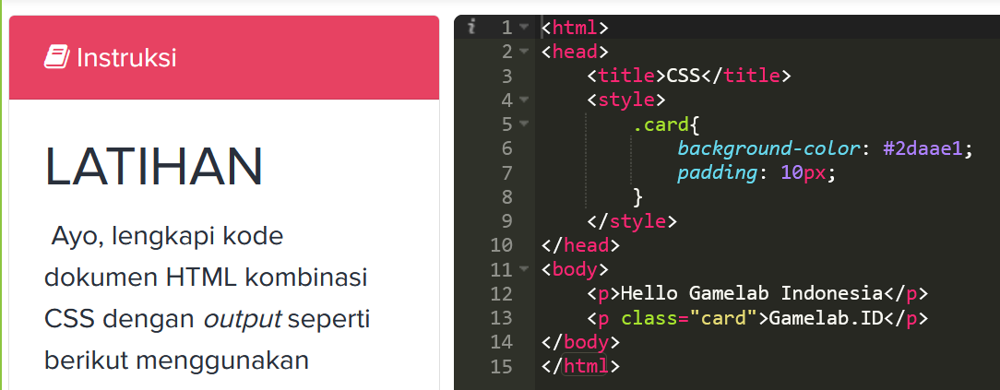 Instruksi
LATIHAN
Ayo, lengkapi kode
dokumen HTML kombinasi
CSS dengan output seperti
berikut menggunakan
1 <html>
2 <head>
3     <title>CSS</title>
4     <style>
5         .card{
6             background-color: #2daae1;
7             padding: 10px;
8         }
9     </style>
10 </head>
11 <body>
12     <p>Hello Gamelab Indonesia</p>
13     <p class="card">Gamelab.ID</p>
14 </body>
15 </html>